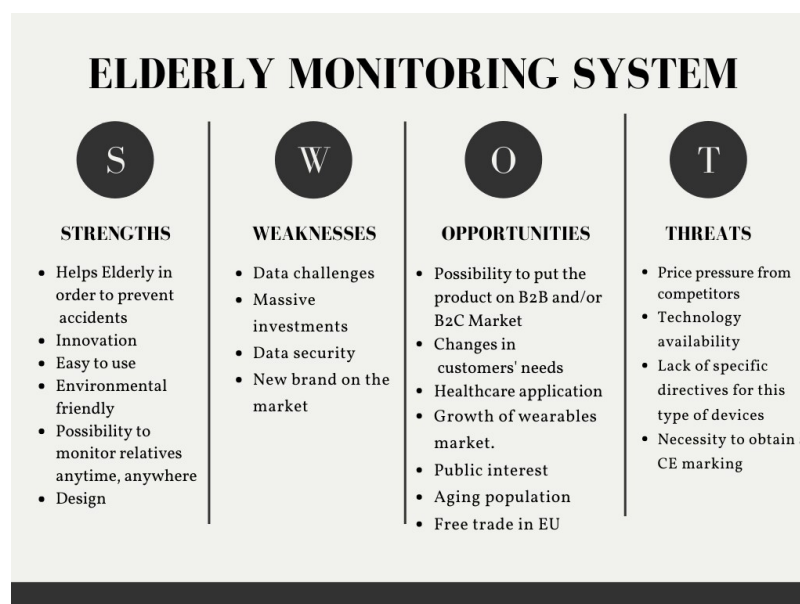 ELDERLY MONITORING SYSTEM
S
STRENGTHS
• Helps Elderly in
order to prevent
accidents
• Innovation
• Easy to use
• Environmental
friendly
• Possibility to
monitor relatives
anytime, anywhere
• Design
W
WEAKNESSES
• Data challenges
• Massive
investments
• Data security
• New brand on the
market
O
OPPORTUNITIES
• Possibility to put the
product on B2B and/or
B2C Market
• Changes in
customers' needs
• Healthcare application
• Growth of wearables
market.
• Public interest
• Aging population
• Free trade in EU
T
THREATS
• Price pressure from
competitors
• Technology
availability
• Lack of specific
directives for this
type of devices
• Necessity to obtain
CE marking